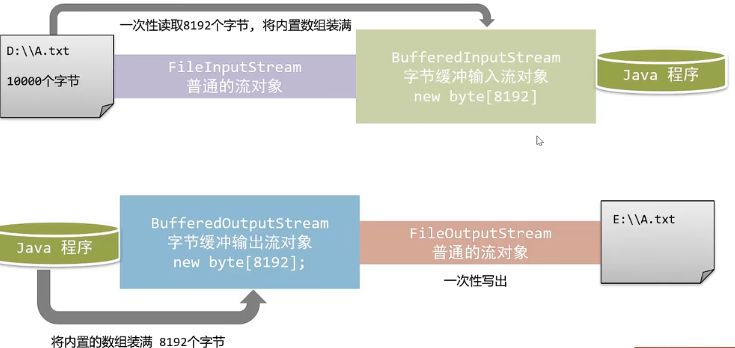 一次性读取8192个字节，将内置数组装满
D:\\A.txt
10000个字节
FileInputStream
普通的流对象
BufferedInputStream
字节缓冲输入流对象
new byte[8192]
Java 程序
Java 程序
BufferedOutputStream
字节缓冲输出流对象
new byte[8192];
FileOutputStream
普通的流对象
一次性写出
E:\\A.txt
将内置的数组装满 8192个字节